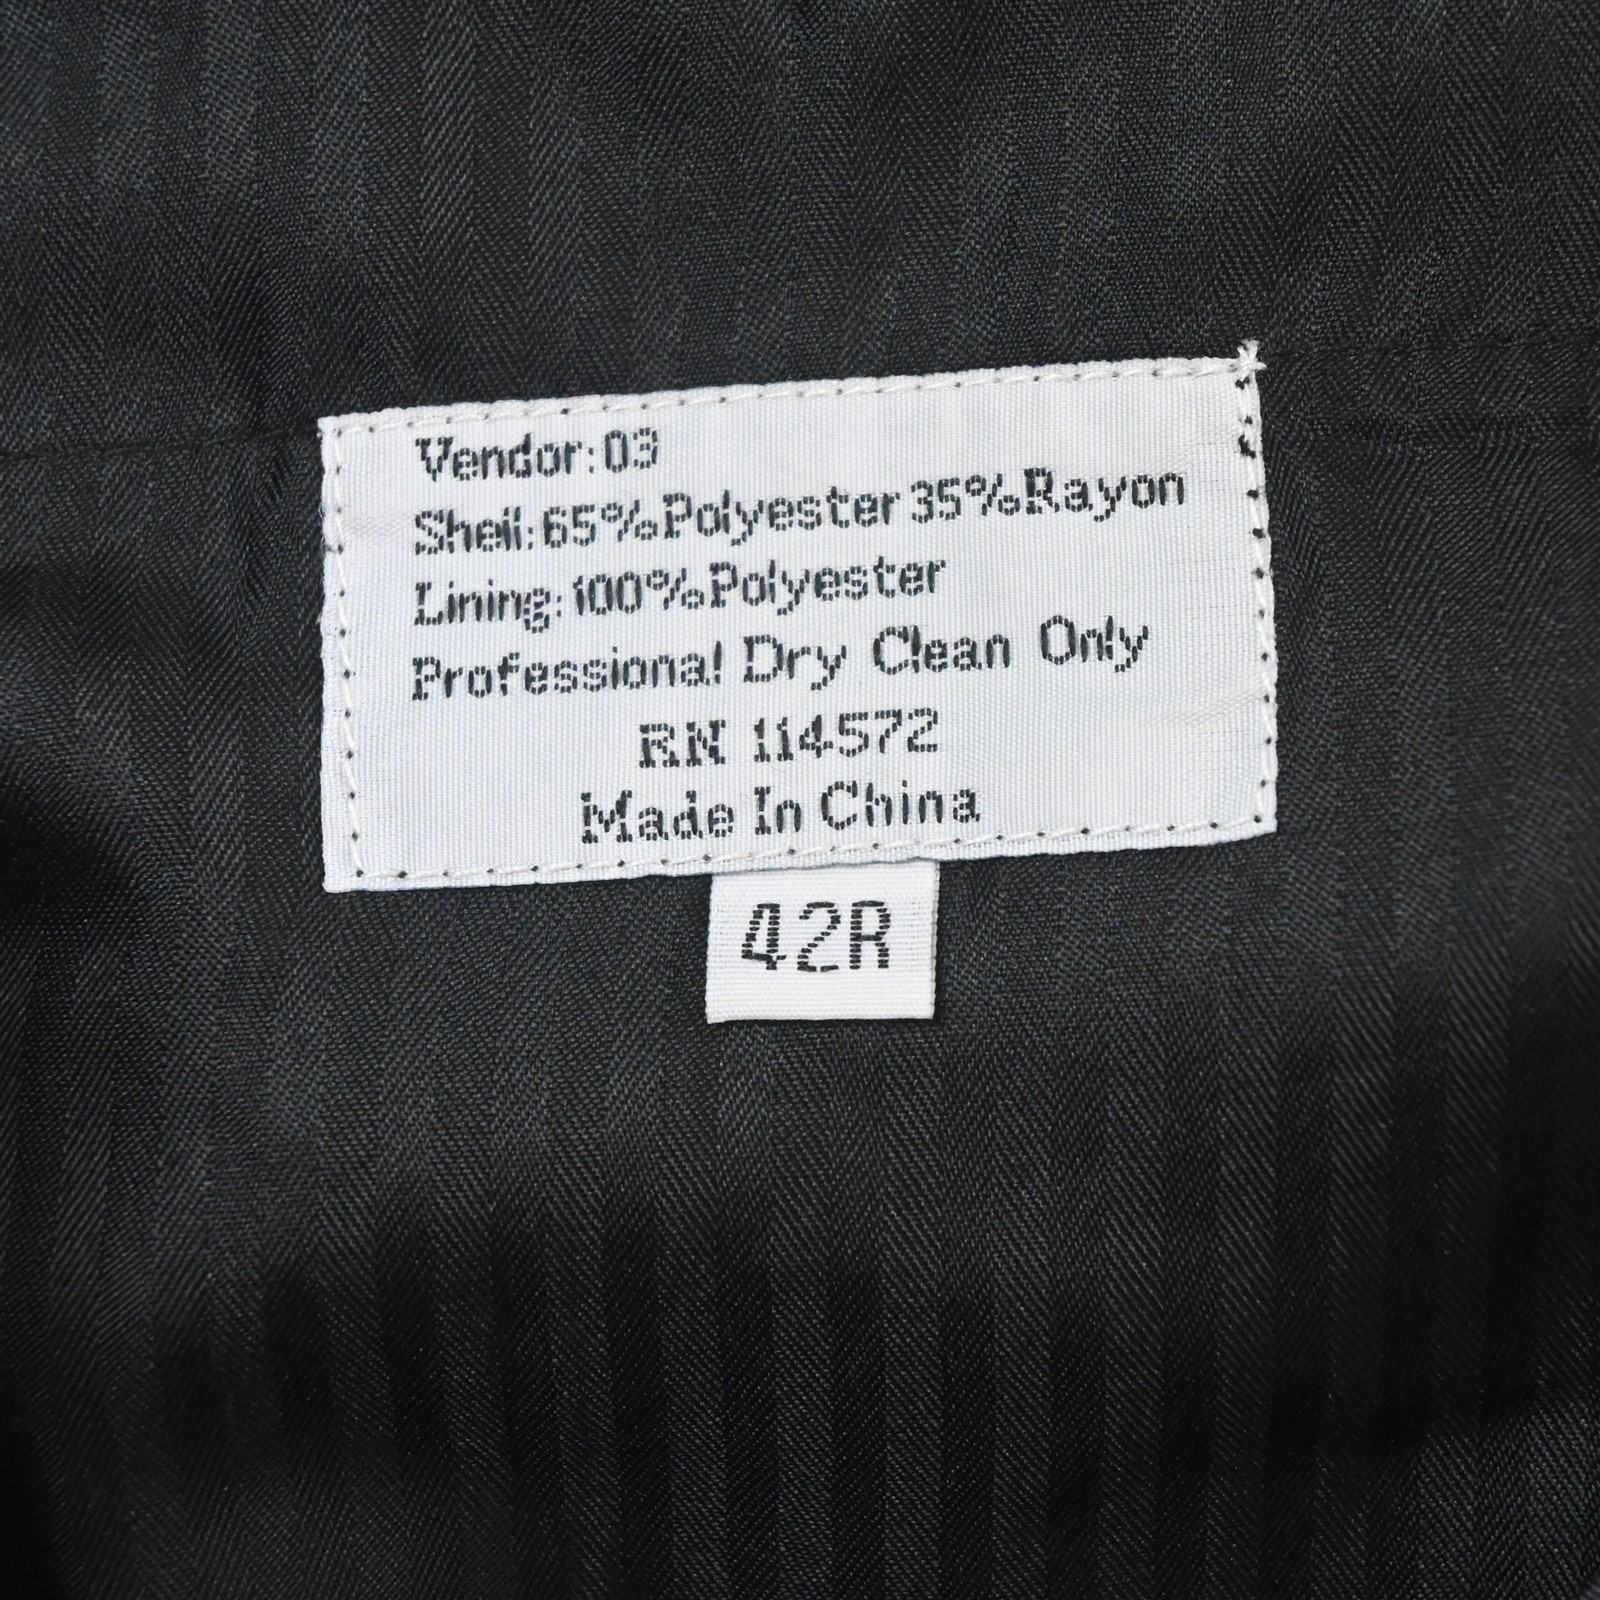 Vendor:03
Shell:65%Polyester 35%Rayon
Lining:100%Polyester
Professional Dry Clean Only
RN 114572
Made In China
42R